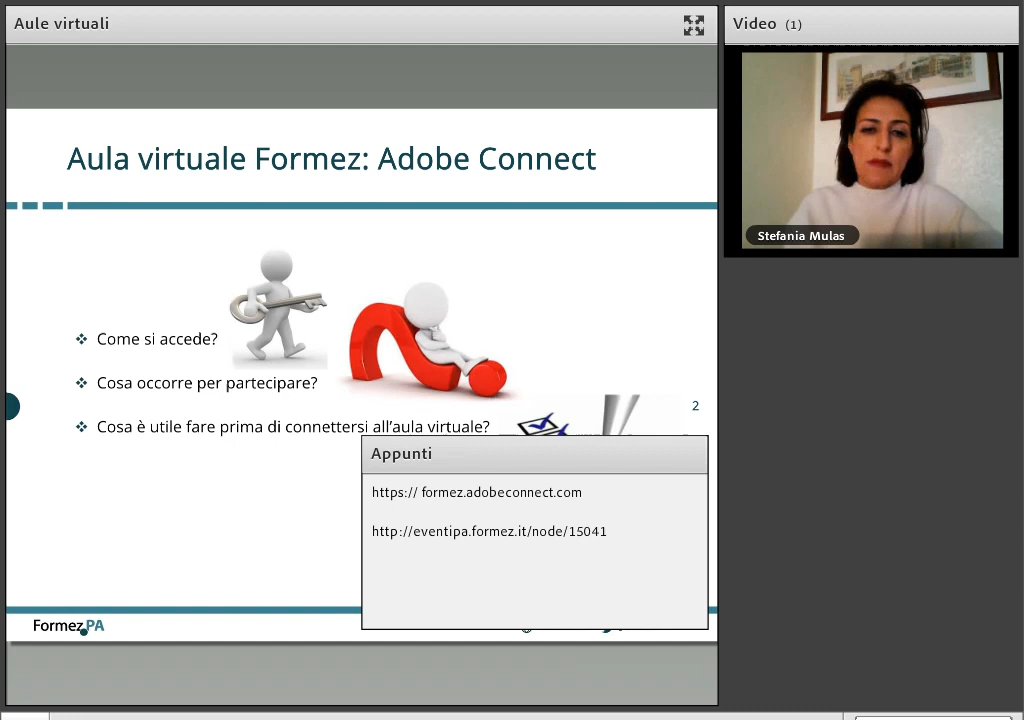 Aule virtuali
Video (1)
Stefania Mulas
Aula virtuale Formez: Adobe Connect
Come si accede?
Cosa occorre per partecipare?
Cosa è utile fare prima di connettersi all'aula virtuale?
2
Appunti
https:// formez.adobeconnect.com
http://eventipa.formez.it/node/15041
FormezPA